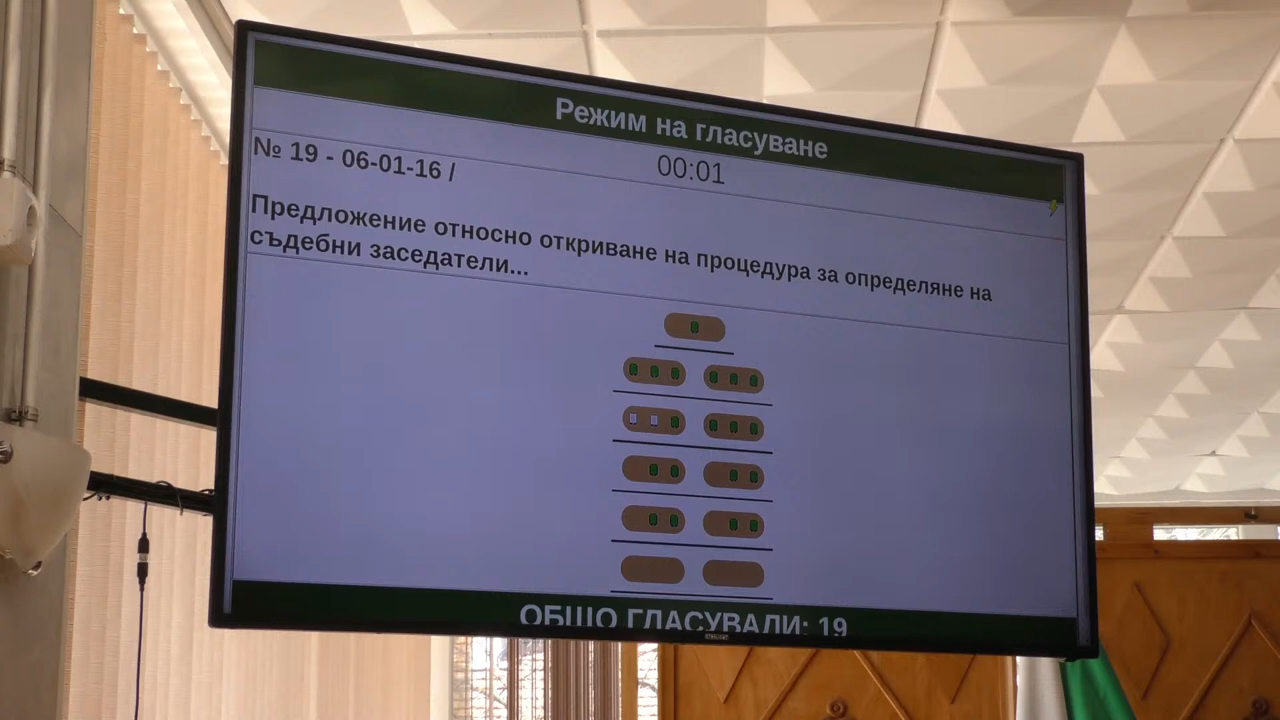 Режим на гласуване
00:01
№ 19 - 06-01-16 /
Предложение относно откриване на процедура за определяне на
съдебни заседатели...
ОБЩО ГЛАСУВАЛИ: 19